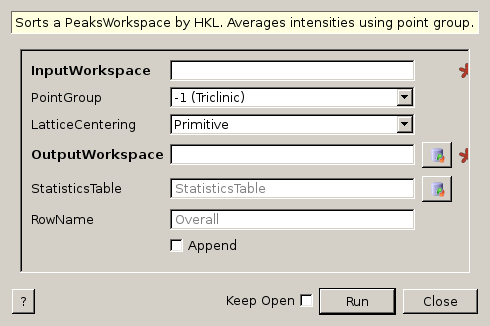 Sorts a PeaksWorkspace by HKL. Averages intensities using point group.
InputWorkspace
PointGroup -1 (Triclinic)
LatticeCentering Primitive
OutputWorkspace
StatisticsTable StatisticsTable
RowName Overall
Append
? Keep Open Run Close